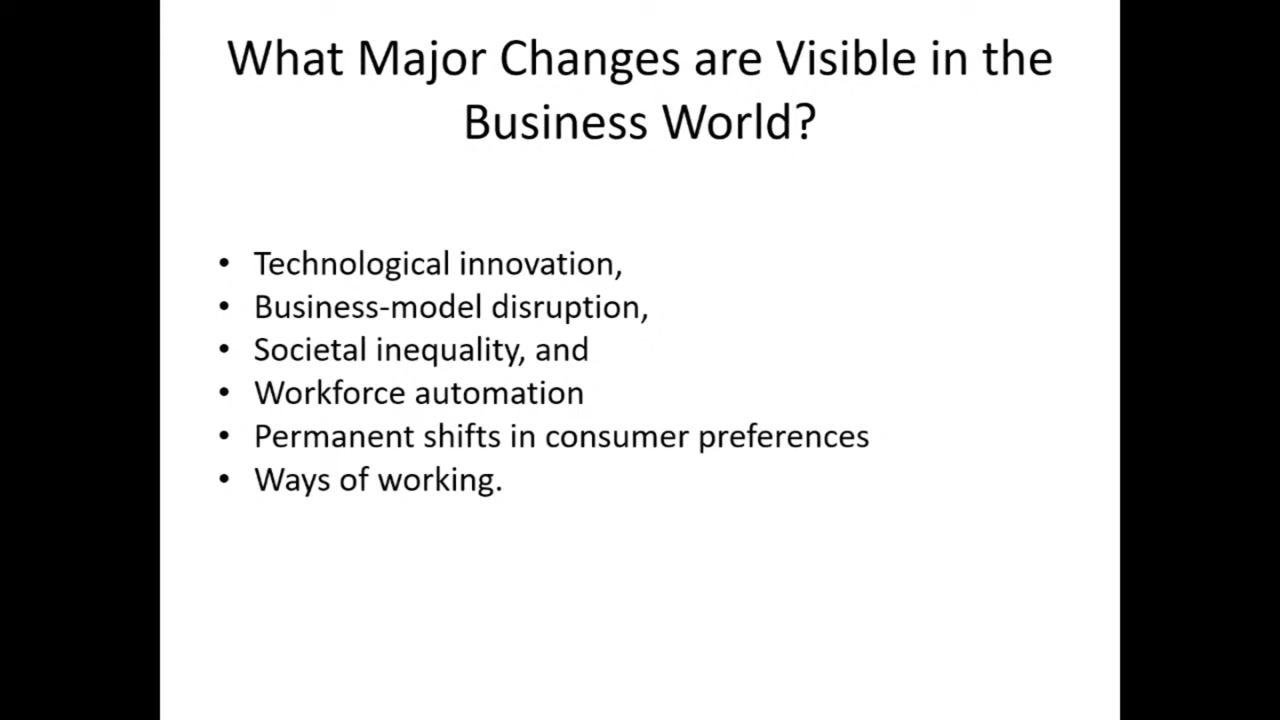 What Major Changes are Visible in the
Business World?
• Technological innovation,
• Business-model disruption,
• Societal inequality, and
• Workforce automation
• Permanent shifts in consumer preferences
• Ways of working.